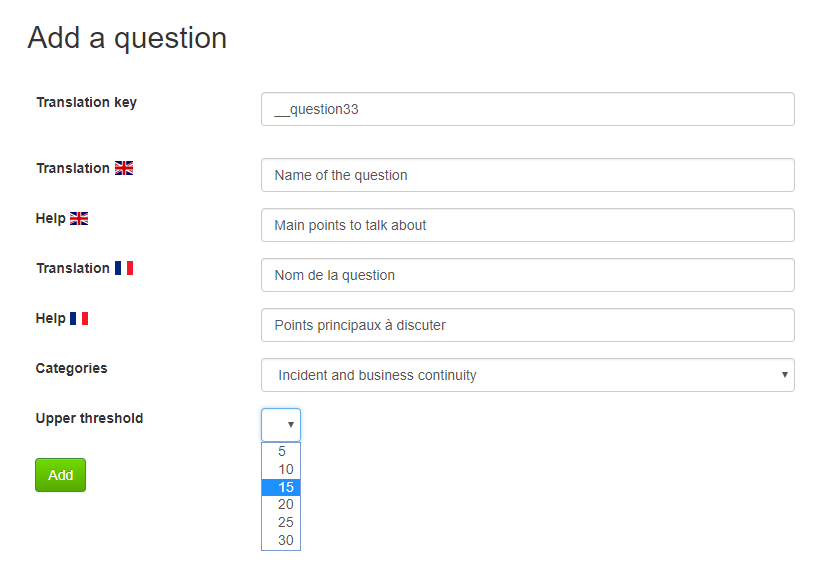 Add a question
Translation key
__question33
Translation
Name of the question
Help
Main points to talk about
Translation
Nom de la question
Help
Points principaux à discuter
Categories
Incident and business continuity
Upper threshold
5
10
15
20
25
30
Add